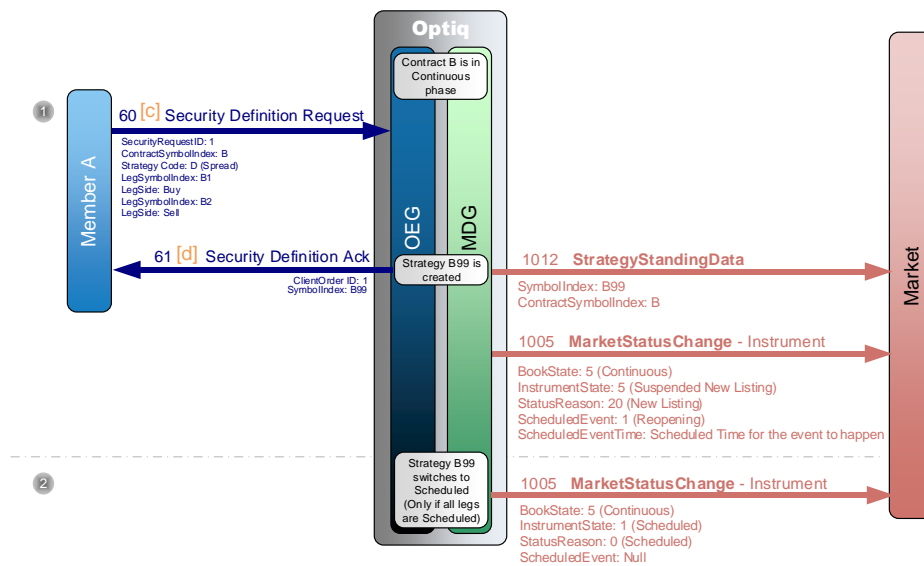 Optiq
Contract B is in
Continuous
phase
1
60 [c] Security Definition Request
SecurityRequestID: 1
ContractSymbolIndex: B
Strategy Code: D (Spread)
LegSymbolIndex: B1
LegSide: Buy
LegSymbolIndex: B2
LegSide: Sell
Member A
OEG
MDG
Market
61 [d] Security Definition Ack
ClientOrder ID: 1
SymbolIndex: B99
Strategy B99 is
created
1012 StrategyStandingData
SymbolIndex: B99
ContractSymbolIndex: B
1005 MarketStatusChange - Instrument
BookState: 5 (Continuous)
InstrumentState: 5 (Suspended New Listing)
StatusReason: 20 (New Listing)
ScheduledEvent: 1 (Reopening)
ScheduledEventTime: Scheduled Time for the event to happen
2
Strategy B99
switches to
Scheduled
(Only if all legs
are Scheduled)
1005 MarketStatusChange - Instrument
BookState: 5 (Continuous)
InstrumentState: 1 (Scheduled)
StatusReason: 0 (Scheduled)
ScheduledEvent: Null